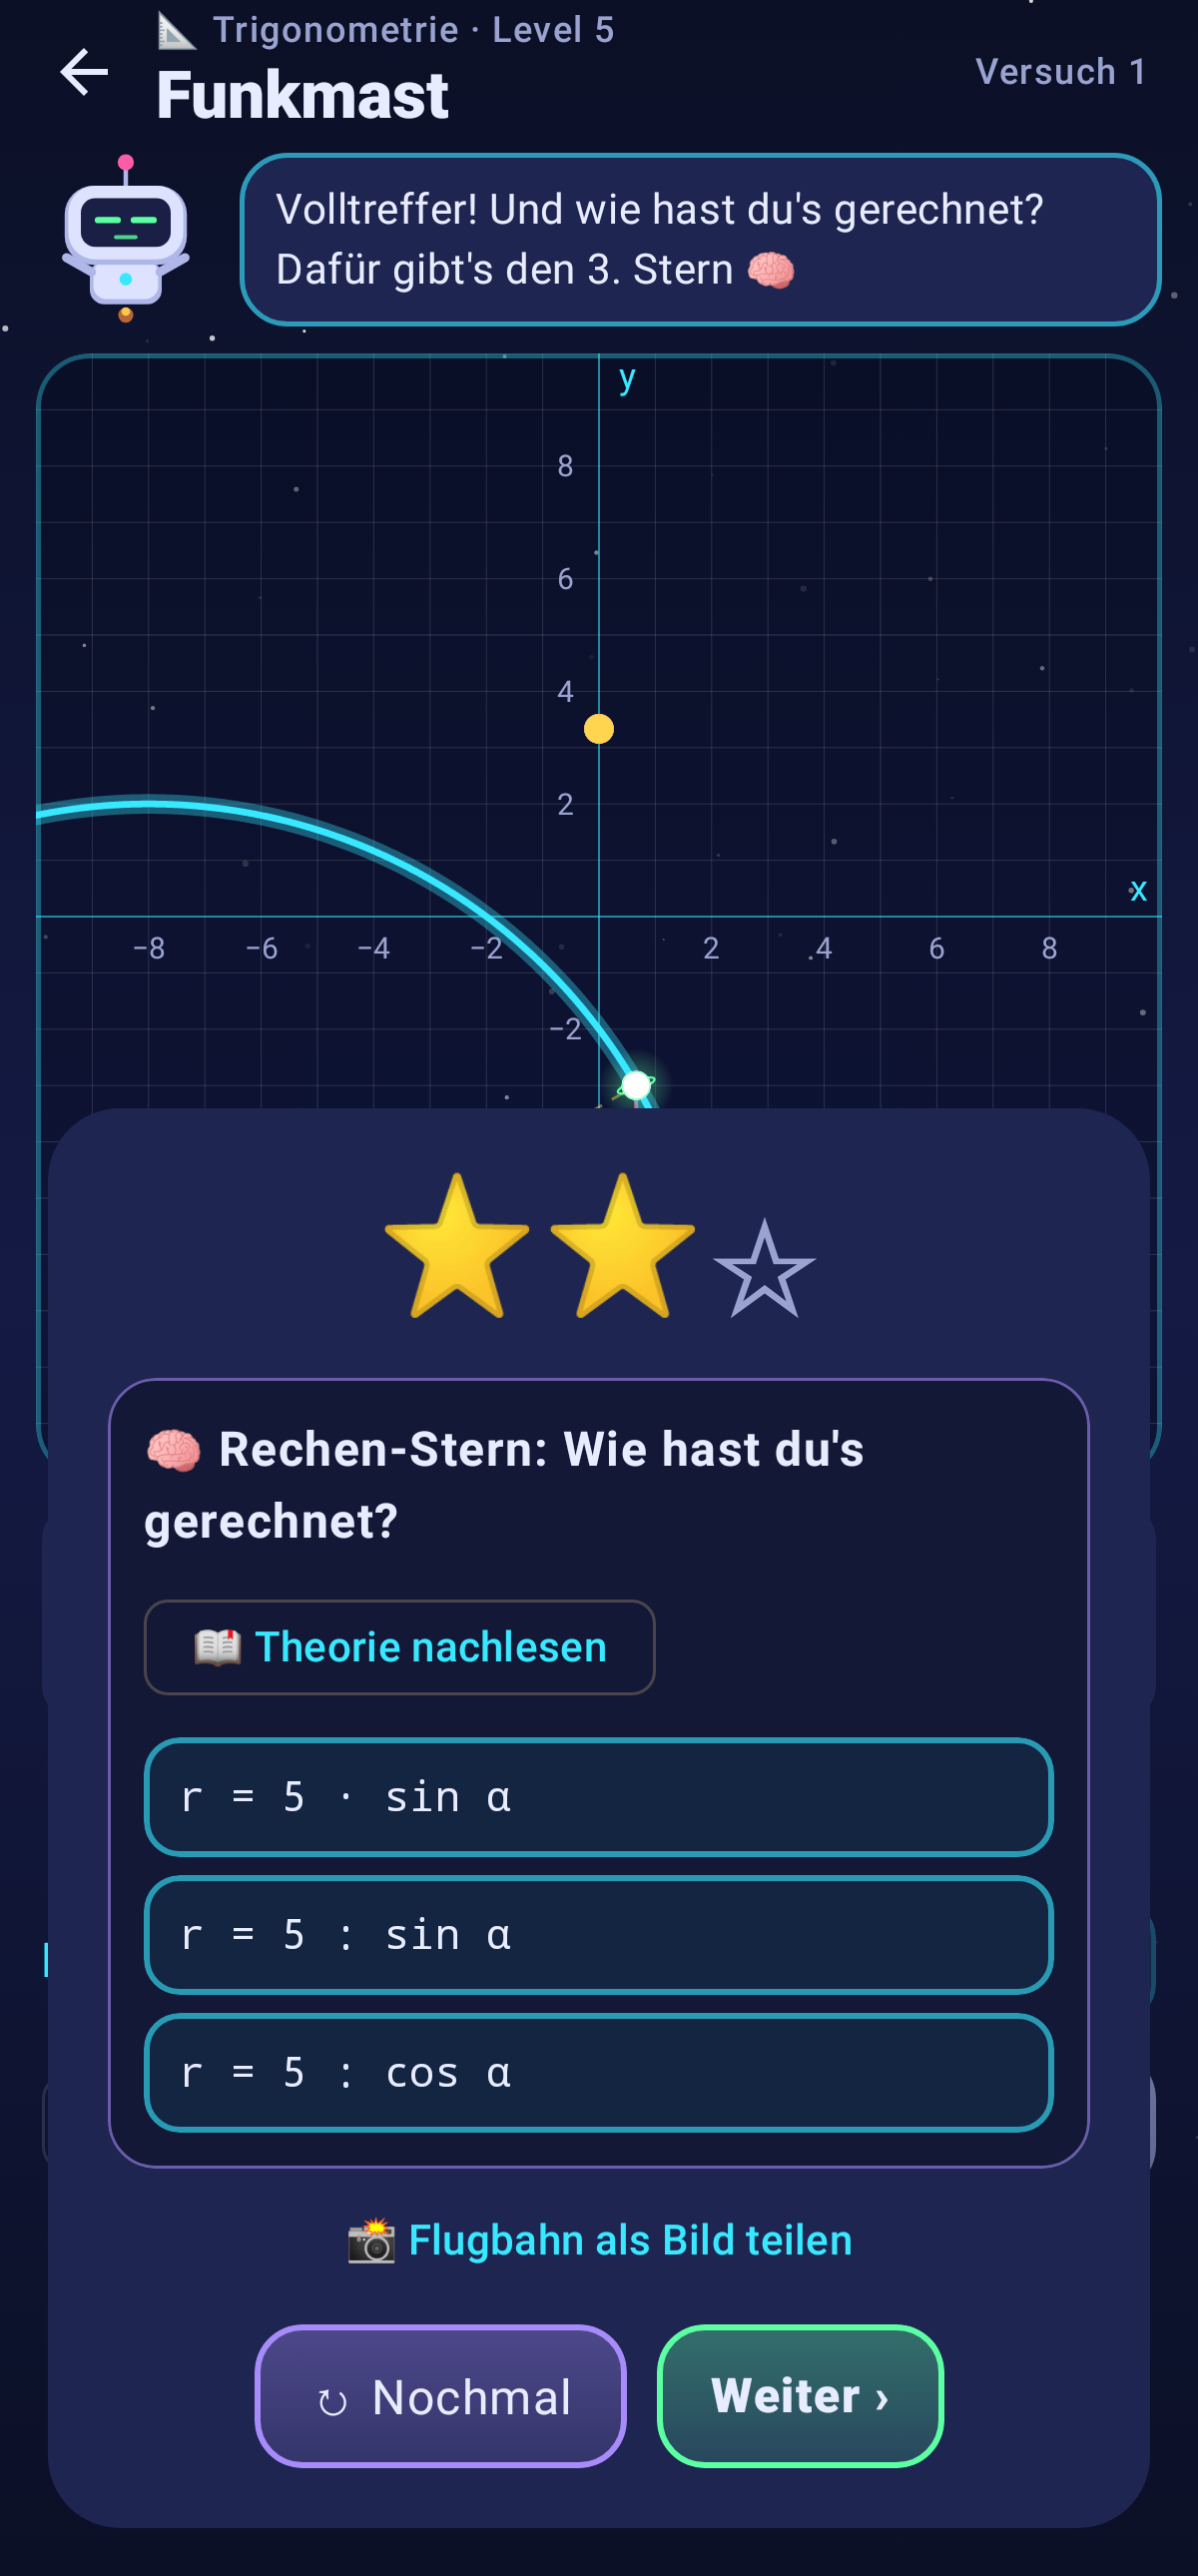 📐 Trigonometrie · Level 5
Funkmast
Versuch 1
Volltreffer! Und wie hast du's gerechnet?
Dafür gibt's den 3. Stern 🧠
y
8
6
4
2
x
−8 −6 −4 −2 2 4 6 8
−2
🧠 Rechen-Stern: Wie hast du's
gerechnet?
📖 Theorie nachlesen
r = 5 · sin α
r = 5 : sin α
r = 5 : cos α
📸 Flugbahn als Bild teilen
↻ Nochmal
Weiter ›